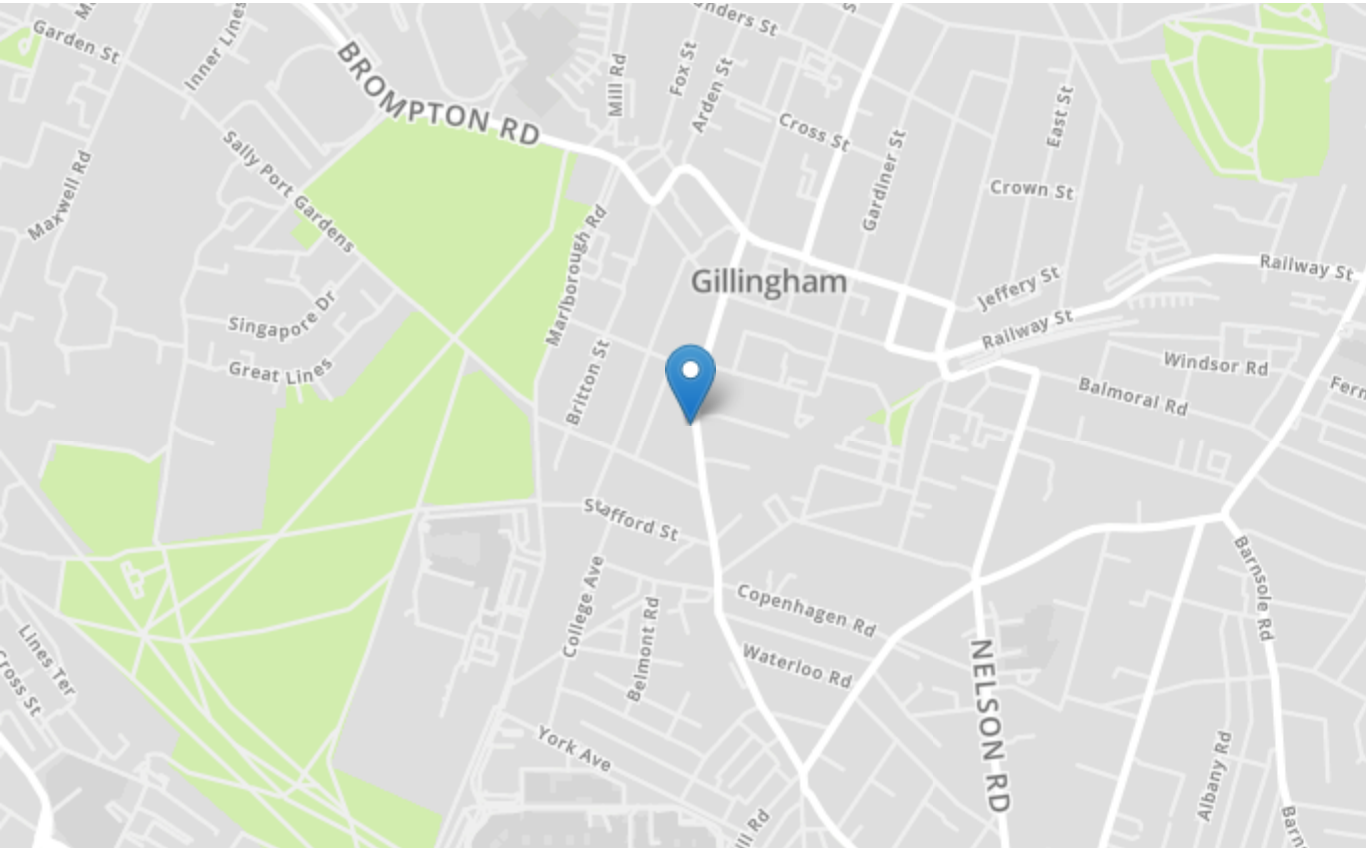 Garden St
Inner Lines
BROMPTON RD
Mill Rd
Fox St
Arden St
Cross St
Gardiner St
East St
Crown St
Maxwell Rd
Sally Port Gardens
Marlborough Rd
Gillingham
Jeffery St
Railway St
Railway St
Singapore Dr
Great Lines
Britton St
Windsor Rd
Balmoral Rd
Stafford St
College Ave
Belmont Rd
Copenhagen Rd
Waterloo Rd
Barnsole Rd
NELSON RD
Lines Ter
Cross St
York Ave
Albany Rd